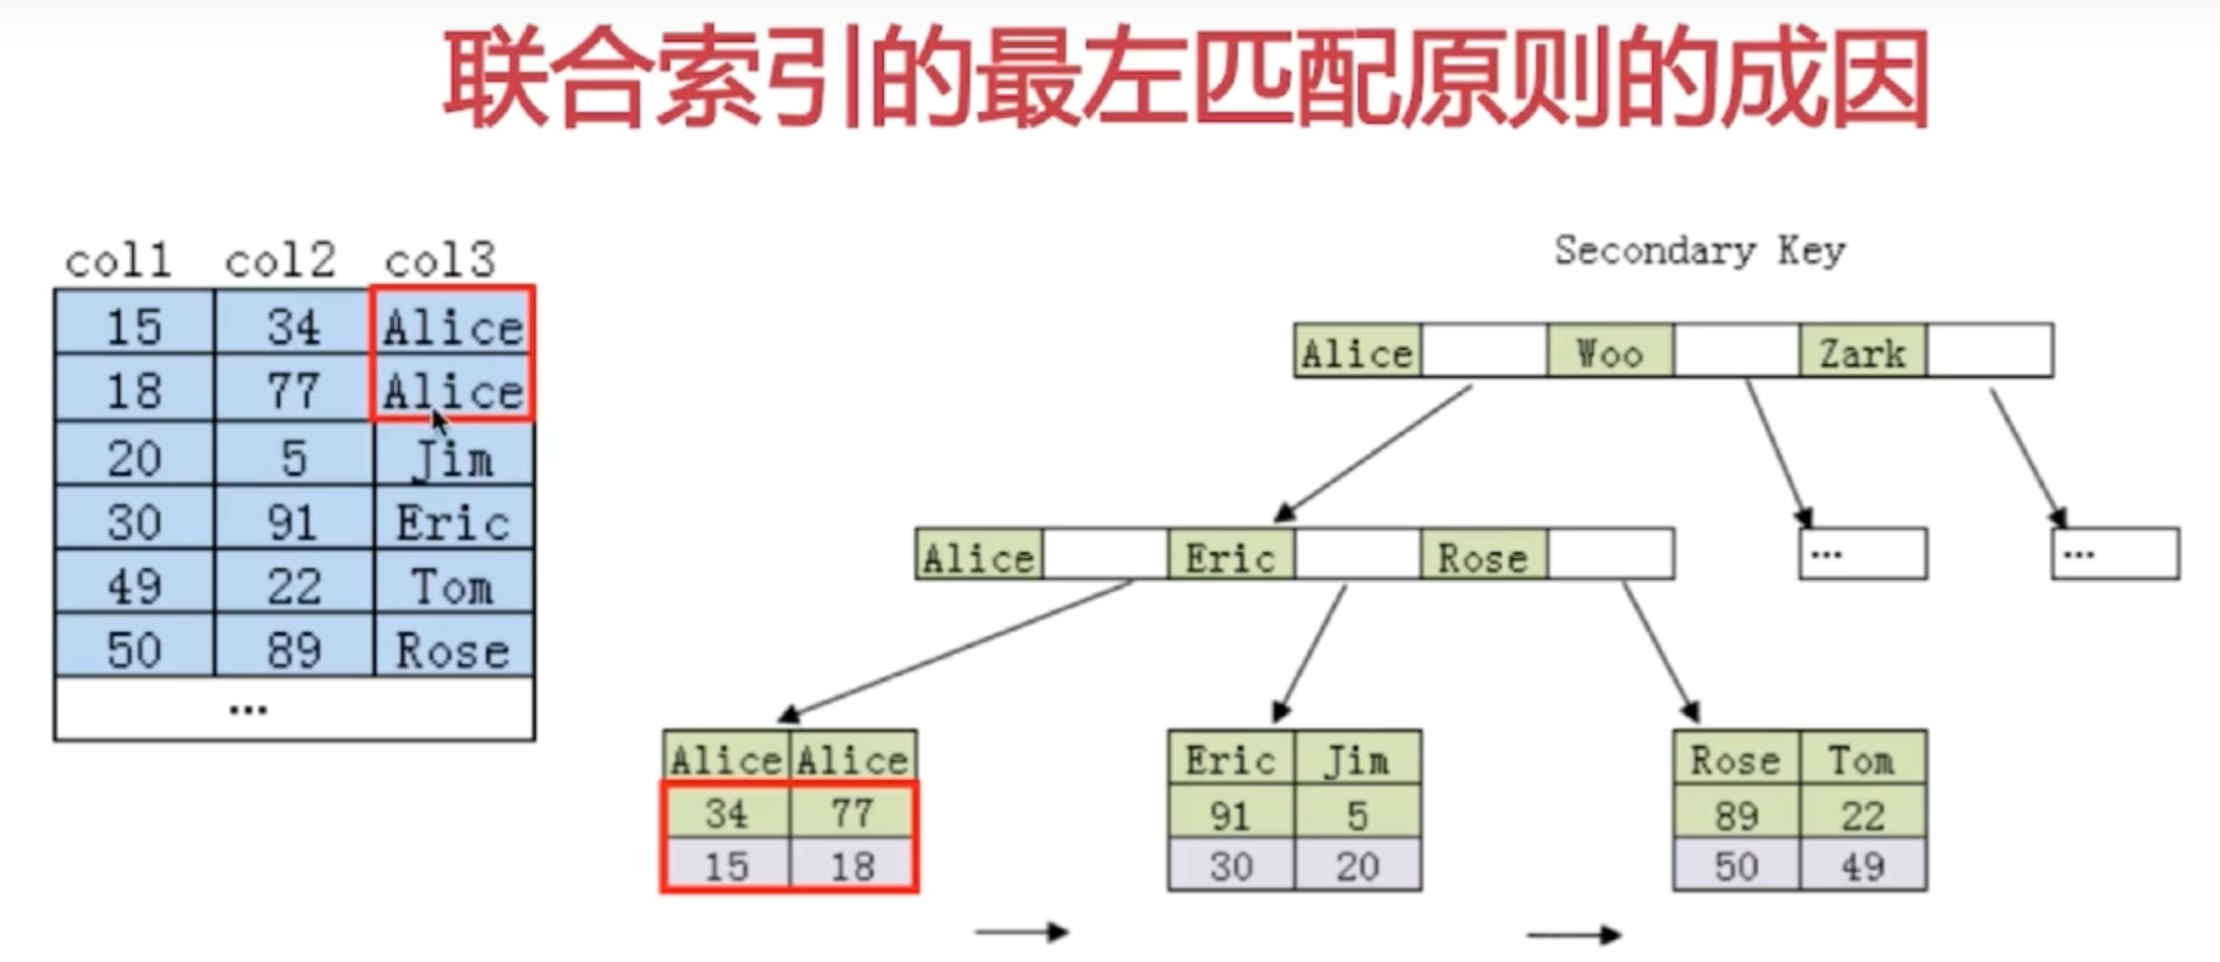 联合索引的最左匹配原则的成因
col1 col2 col3
15 34 Alice
18 77 Alice
20 5 Jim
30 91 Eric
49 22 Tom
50 89 Rose
...
Secondary Key
Alice Woo Zark
Alice Eric Rose
...
...
Alice Alice
34 77
15 18
Eric Jim
91 5
30 20
Rose Tom
89 22
50 49